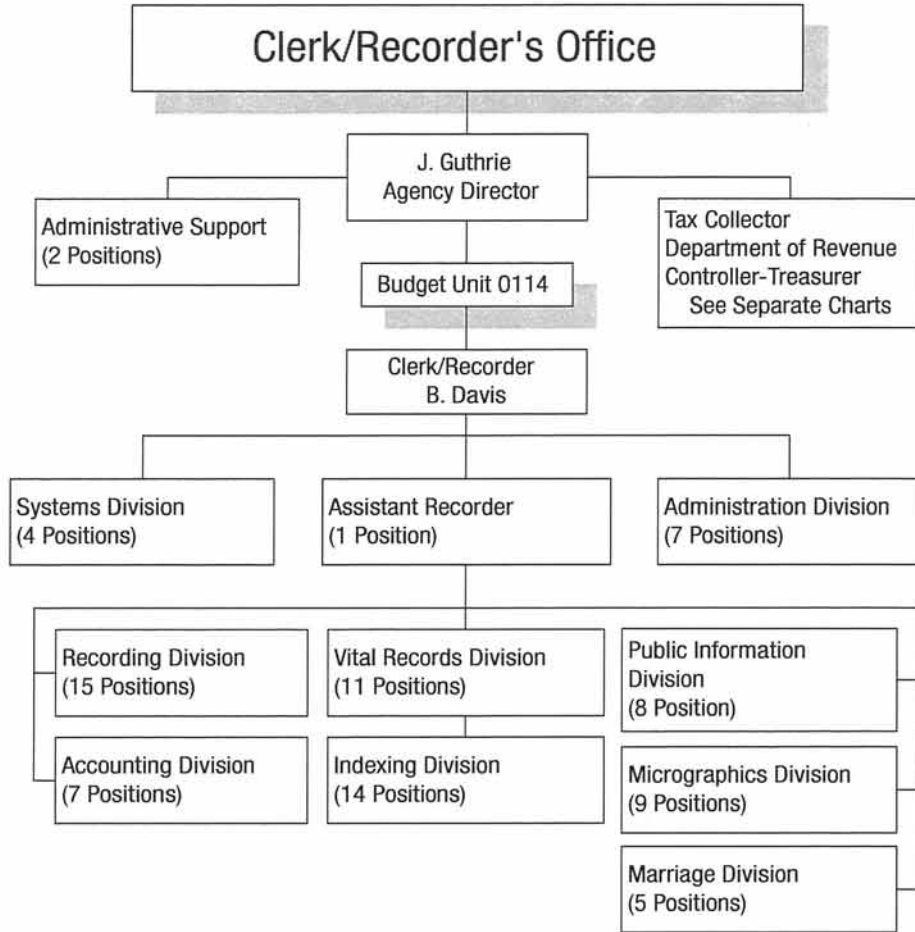 Clerk/Recorder's Office
J. Guthrie
Agency Director
Administrative Support
(2 Positions)
Tax Collector
Department of Revenue
Controller-Treasurer
See Separate Charts
Budget Unit 0114
Clerk/Recorder
B. Davis
Systems Division
(4 Positions)
Assistant Recorder
(1 Position)
Administration Division
(7 Positions)
Recording Division
(15 Positions)
Vital Records Division
(11 Positions)
Public Information
Division
(8 Position)
Accounting Division
(7 Positions)
Indexing Division
(14 Positions)
Micrographics Division
(9 Positions)
Marriage Division
(5 Positions)